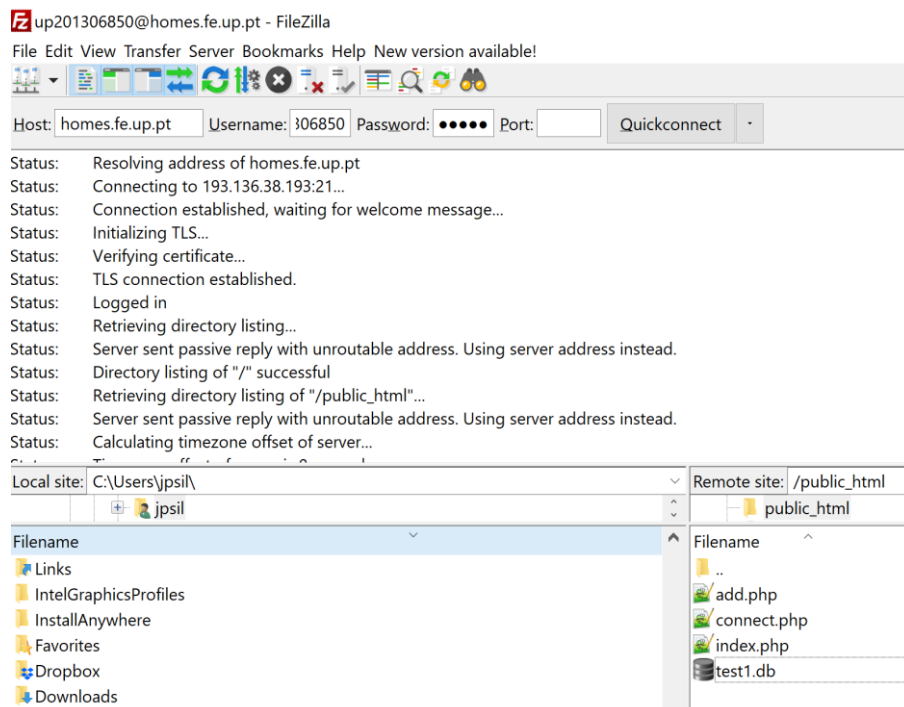 up201306850@homes.fe.up.pt - FileZilla
File Edit View Transfer Server Bookmarks Help New version available!
Host: homes.fe.up.pt Username: 306850 Password: ●●●●● Port: Quickconnect
Status: Resolving address of homes.fe.up.pt
Status: Connecting to 193.136.38.193:21...
Status: Connection established, waiting for welcome message...
Status: Initializing TLS...
Status: Verifying certificate...
Status: TLS connection established.
Status: Logged in
Status: Retrieving directory listing...
Status: Server sent passive reply with unroutable address. Using server address instead.
Status: Directory listing of "/" successful
Status: Retrieving directory listing of "/public_html"...
Status: Server sent passive reply with unroutable address. Using server address instead.
Status: Calculating timezone offset of server...
Local site: C:\Users\jpsil\
Remote site: /public_html
jpsil
public_html
Filename
Links
IntelGraphicsProfiles
InstallAnywhere
Favorites
Dropbox
Downloads
Filename
..
add.php
connect.php
index.php
test1.db